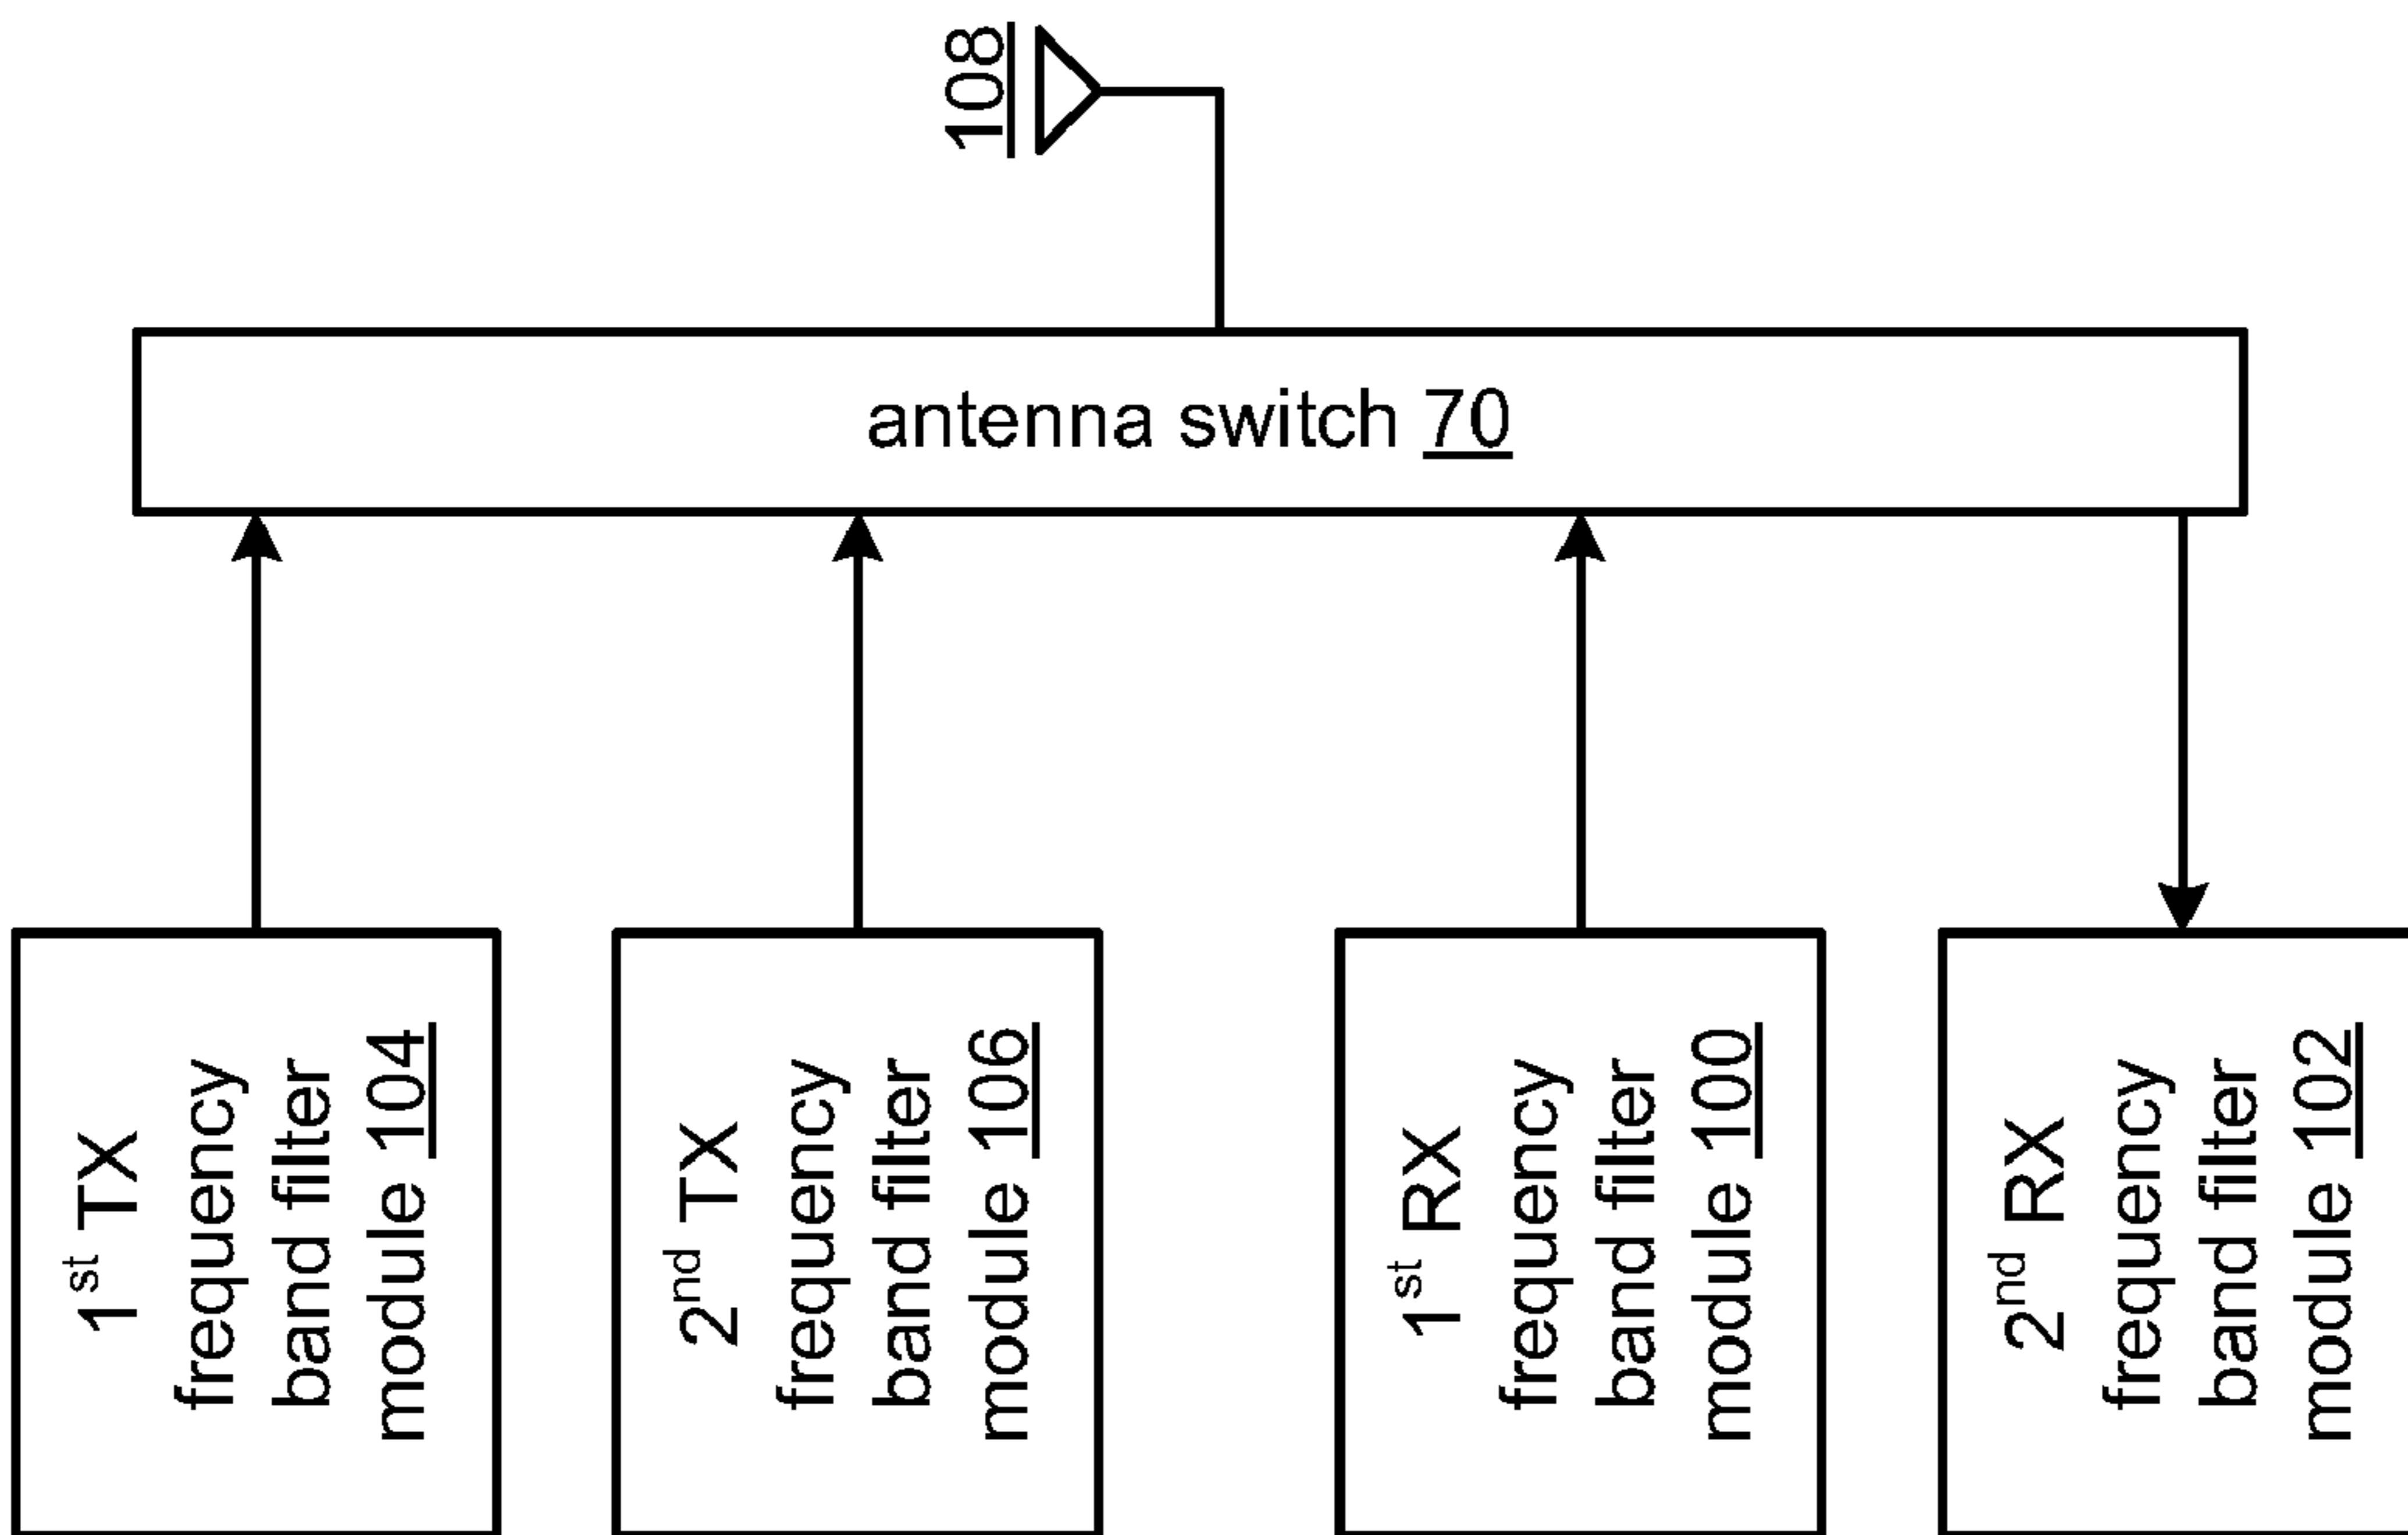 108
antenna switch 70
1st TX
frequency
band filter
module 104
2nd TX
frequency
band filter
module 106
1st RX
frequency
band filter
module 100
2nd RX
frequency
band filter
module 102